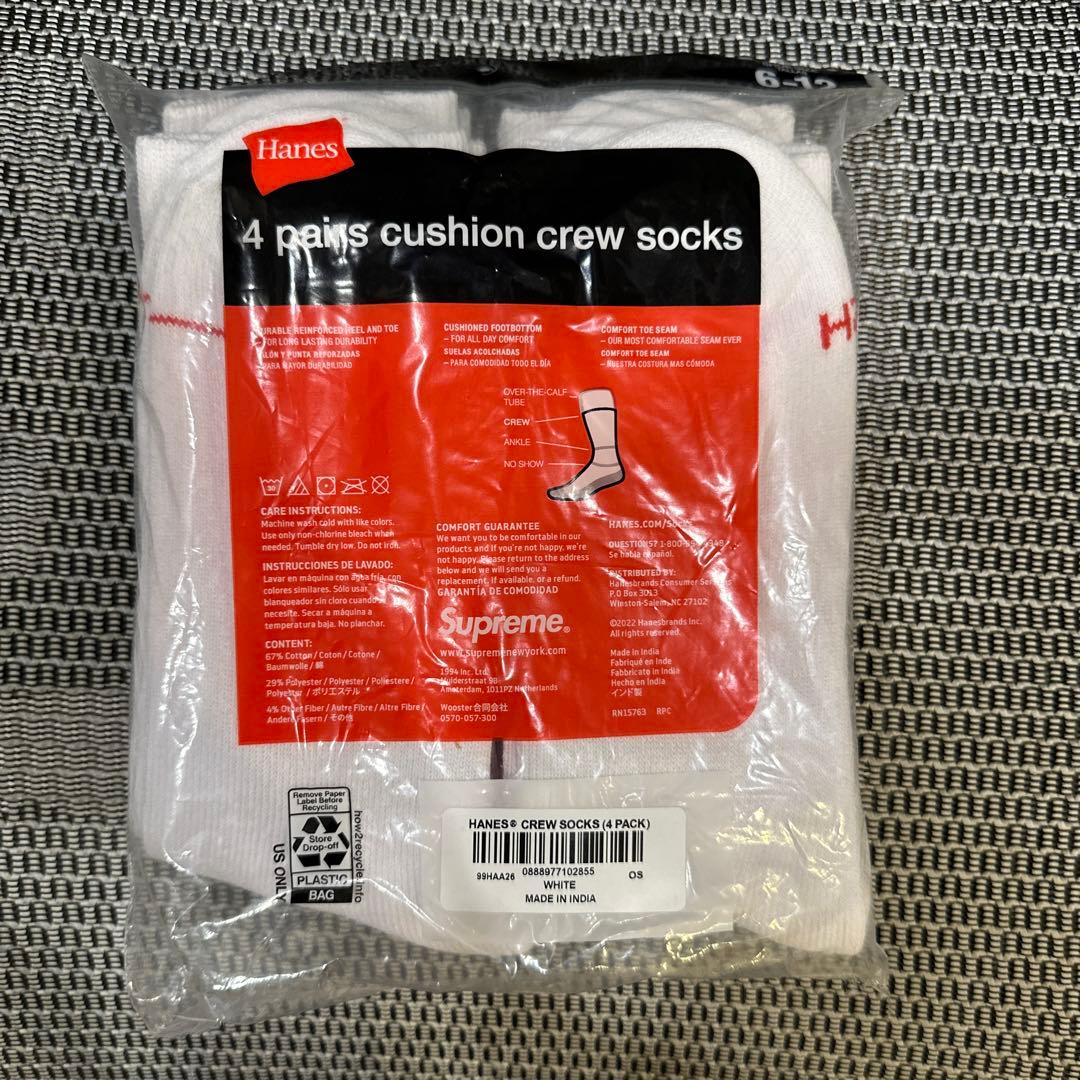 6-12
Hanes
4 pairs cushion crew socks
URABLE REINFORCED HEEL AND TOE
FOR LONG LASTING DURABILITY
ALÓN Y PUNTA REFORZADAS
PARA MAYOR DURABILIDAD
CUSHIONED FOOTBOTTOM
– FOR ALL DAY COMFORT
SUELAS ACOLCHADAS
– PARA COMODIDAD TODO EL DÍA
COMFORT TOE SEAM
– OUR MOST COMFORTABLE SEAM EVER
COMFORT TOE SEAM
– NUESTRA COSTURA MAS CÓMODA
OVER-THE-CALF
TUBE
CREW
ANKLE
NO SHOW
30
CARE INSTRUCTIONS:
Machine wash cold with like colors.
Use only non-chlorine bleach when
needed. Tumble dry low. Do not iron.
INSTRUCCIONES DE LAVADO:
Lavar en máquina con agua fría, con
colores similares. Sólo usar
blanqueador sin cloro cuando
necesite. Secar a máquina a
temperatura baja. No planchar.
CONTENT:
67% Cotton / Coton / Cotone /
Baumwolle / 綿
29% Polyester / Polyester / Poliestere /
Polyester / ポリエステル
4% Other Fiber / Autre Fibre / Altre Fibre /
Andere Fasern / その他
COMFORT GUARANTEE
We want you to be comfortable in our
products and if you're not happy, we're
not happy. Please return to the address
below and we will send you a
replacement, if available, or a refund.
GARANTÍA DE COMODIDAD
Supreme®
www.supremenewyork.com
1994 Inc. Ltd.
Mulderstraat 9B
Amsterdam, 1011PZ Netherlands
Wooster合同会社
0570-057-300
HANES.COM/Socks
QUESTIONS? 1-800-
Se habla español.
DISTRIBUTED BY:
Hanesbrands Consumer Services
P.O Box 3013
Winston-Salem, NC 27102
©2022 Hanesbrands Inc.
All rights reserved.
Made in India
Fabriqué en Inde
Fabbricato in India
Hecho en India
インド製
RN15763 RPC
Remove Paper
Label Before
Recycling
Store
Drop-off
PLASTIC
BAG
how2recycle.info
US ONLY
HANES® CREW SOCKS (4 PACK)
99HAA26 0888977102855 OS
WHITE
MADE IN INDIA